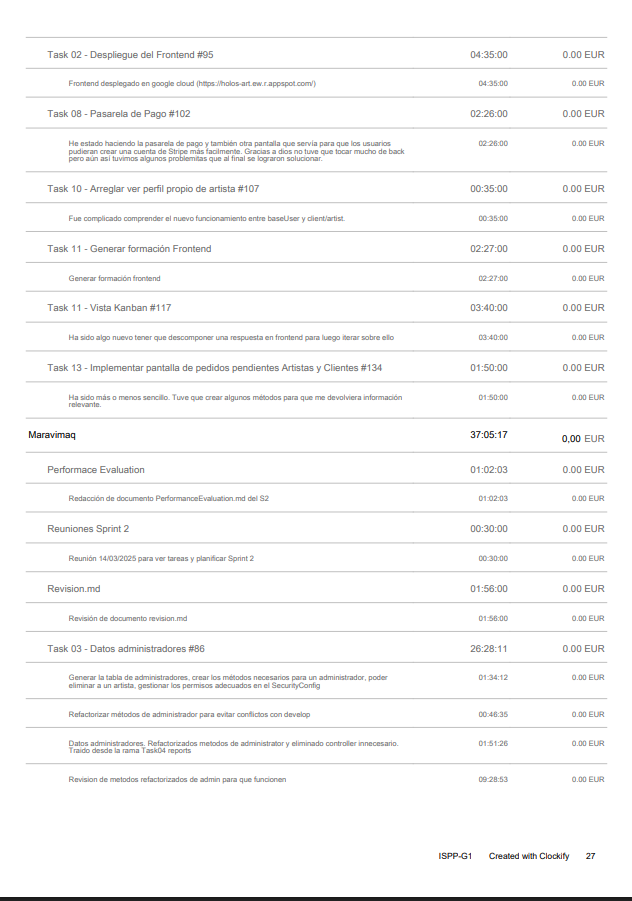 Task 02 - Despliegue del Frontend #95 04:35:00 0.00 EUR
Frontend desplegado en google cloud (https://holos-art.ew.r.appspot.com/) 04:35:00 0.00 EUR
Task 08 - Pasarela de Pago #102 02:26:00 0.00 EUR
He estado haciendo la pasarela de pago y también otra pantalla que servía para que los usuarios 02:26:00 0.00 EUR
pudieran crear una cuenta de Stripe más facilmente. Gracias a dios no tuve que tocar mucho de back
pero aún así tuvimos algunos problemitas que al final se lograron solucionar.
Task 10 - Arreglar ver perfil propio de artista #107 00:35:00 0.00 EUR
Fue complicado comprender el nuevo funcionamiento entre baseUser y client/artist. 00:35:00 0.00 EUR
Task 11 - Generar formación Frontend 02:27:00 0.00 EUR
Generar formación frontend 02:27:00 0.00 EUR
Task 11 - Vista Kanban #117 03:40:00 0.00 EUR
Ha sido algo nuevo tener que descomponer una respuesta en frontend para luego iterar sobre ello 03:40:00 0.00 EUR
Task 13 - Implementar pantalla de pedidos pendientes Artistas y Clientes #134 01:50:00 0.00 EUR
Ha sido más o menos sencillo. Tuve que crear algunos métodos para que me devolviera información 01:50:00 0.00 EUR
relevante.
Maravimaq 37:05:17 0,00 EUR
Performace Evaluation 01:02:03 0.00 EUR
Redacción de documento PerformanceEvaluation.md del S2 01:02:03 0.00 EUR
Reuniones Sprint 2 00:30:00 0.00 EUR
Reunión 14/03/2025 para ver tareas y planificar Sprint 2 00:30:00 0.00 EUR
Revision.md 01:56:00 0.00 EUR
Revisión de documento revision.md 01:56:00 0.00 EUR
Task 03 - Datos administradores #86 26:28:11 0.00 EUR
Generar la tabla de administradores, crear los métodos necesarios para un administrador, poder 01:34:12 0.00 EUR
eliminar a un artista, gestionar los permisos adecuados en el SecurityConfig
Refactorizar métodos de administrador para evitar conflictos con develop 00:46:35 0.00 EUR
Datos administradores. Refactorizados metodos de administrator y eliminado controller innecesario. 01:51:26 0.00 EUR
Traido desde la rama Task04 reports
Revision de metodos refactorizados de admin para que funcionen 09:28:53 0.00 EUR
ISPP-G1 Created with Clockify 27